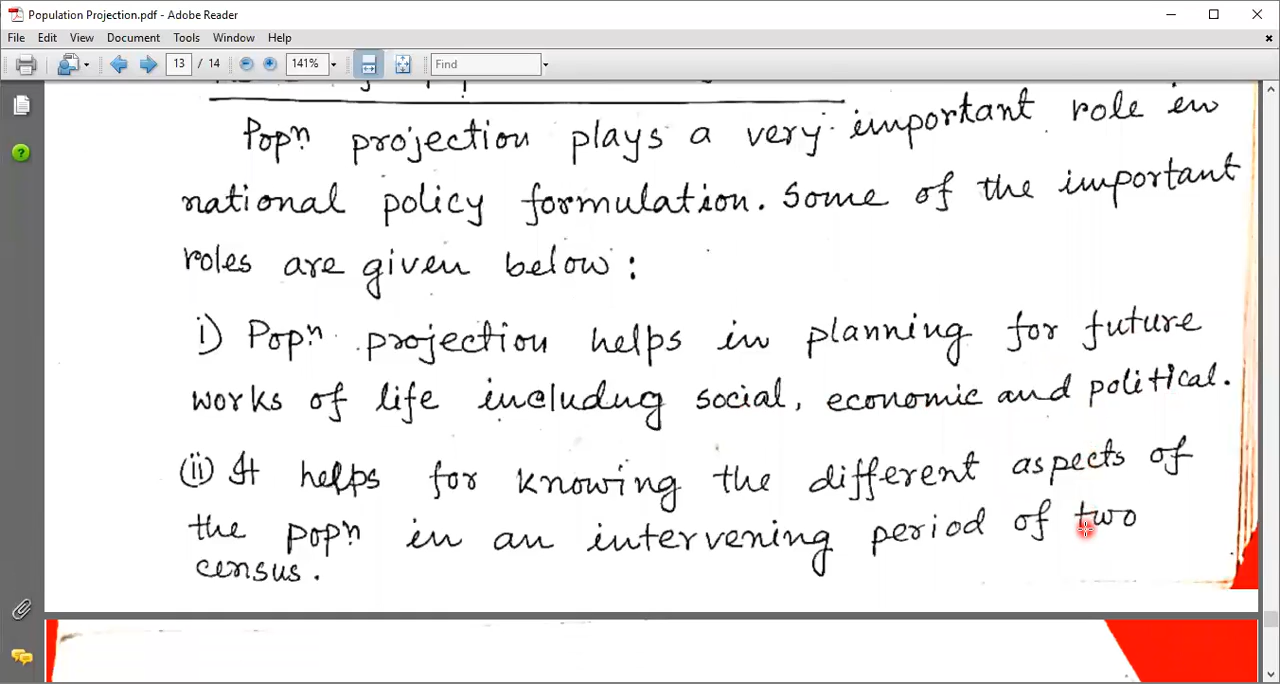 Population Projection.pdf - Adobe Reader
File Edit View Document Tools Window Help
13 / 14 141% Find
Popⁿ projection plays a very important role in
national policy formulation. Some of the important
roles are given below:
i) Popⁿ projection helps in planning for future
works of life includug social, economic and political.
(ii) It helps for knowing the different aspects of
the popⁿ in an intervening period of two
census.